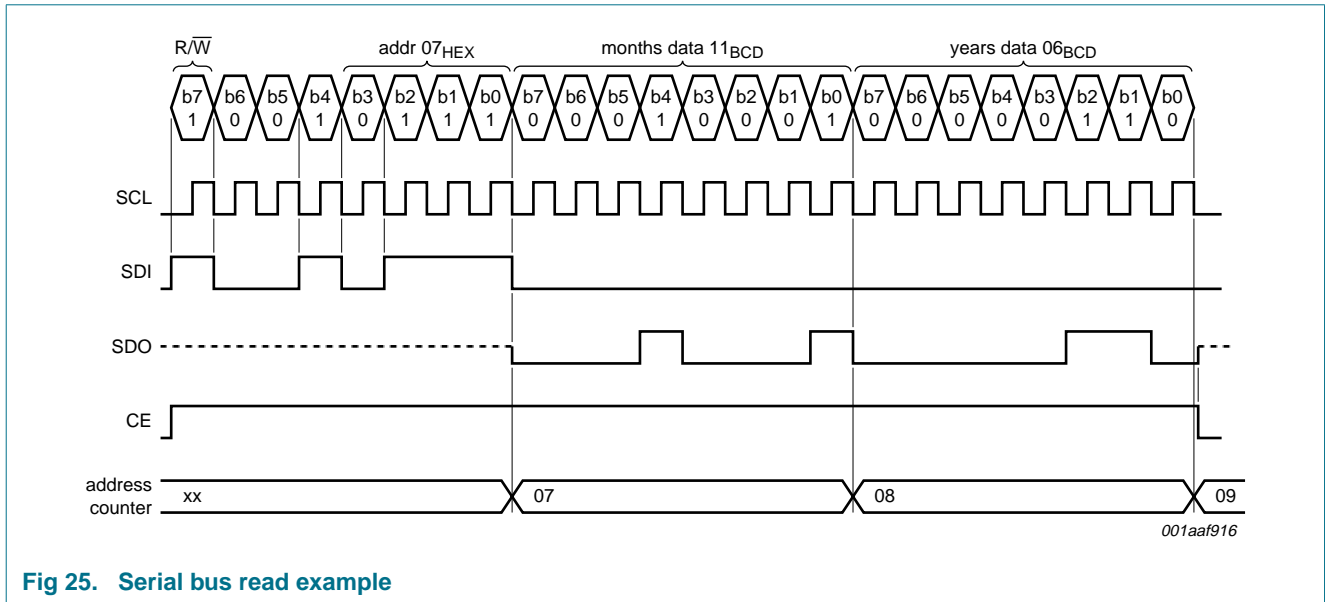 R/W addr 07HEX months data 11BCD years data 06BCD
b7 b6 b5 b4 b3 b2 b1 b0 b7 b6 b5 b4 b3 b2 b1 b0 b7 b6 b5 b4 b3 b2 b1 b0
1 0 0 1 0 1 1 1 0 0 0 1 0 0 0 1 0 0 0 0 0 1 1 0
SCL
SDI
SDO
CE
address
counter
xx 07 08 09
001aaf916
Fig 25. Serial bus read example